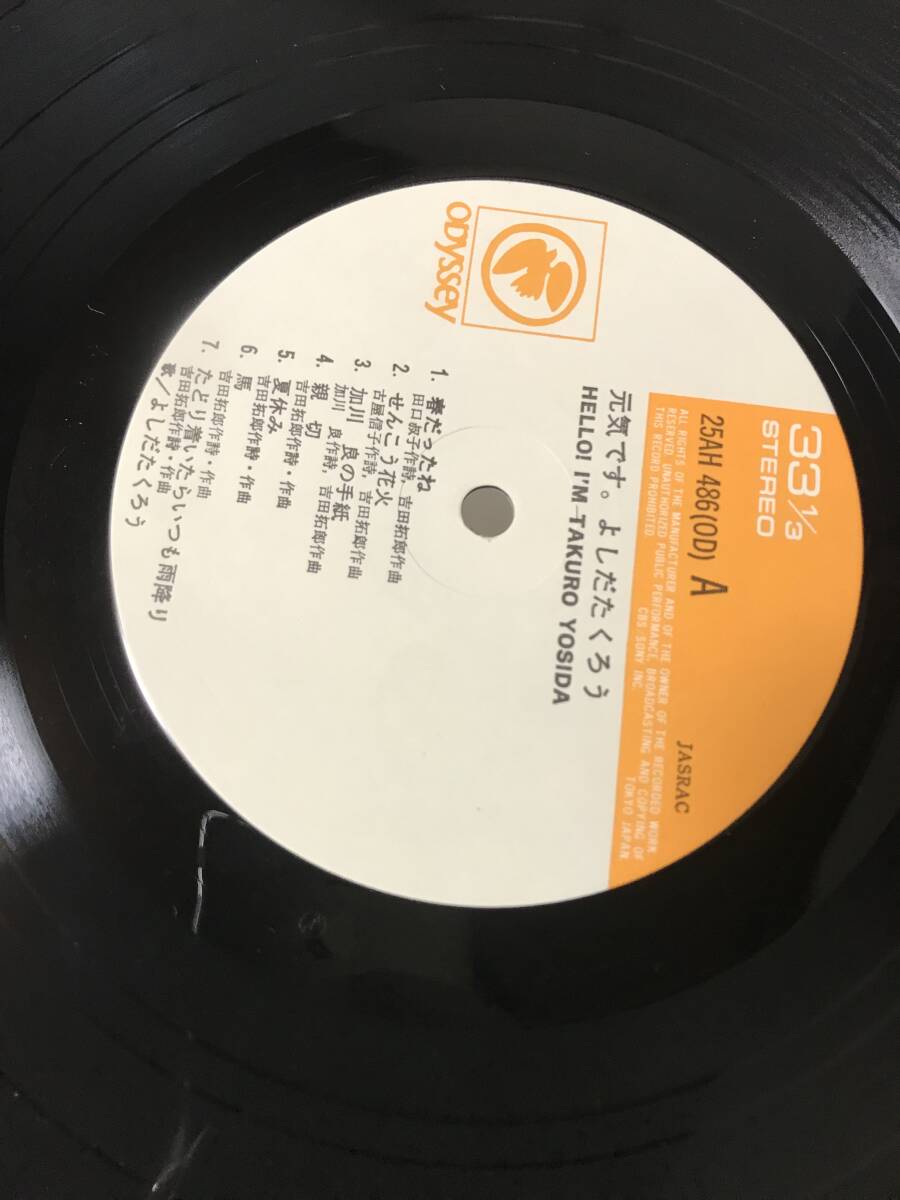 33 1/3
STEREO
JASRAC
25AH 486(OD) A
ALL RIGHTS OF THE MANUFACTURER AND OF THE OWNER OF THE RECORDED WORK
RESERVED. UNAUTHORIZED PUBLIC PERFORMANCE, BROADCASTING AND COPYING OF
THIS RECORD PROHIBITED. CBS SONY INC. TOKYO JAPAN
元気です。よしだたくろう
HELLO! I'M TAKURO YOSIDA
ODYSSEY
1. 春だったね
田口叔子作詩, 吉田拓郎作曲
2. せんこう花火
古屋信子作詩, 吉田拓郎作曲
3. 加川 良の手紙
加川 良作詩, 吉田拓郎作曲
4. 親 切
吉田拓郎作詩・作曲
5. 夏休み
吉田拓郎作詩・作曲
6. 馬
吉田拓郎作詩・作曲
7. たどり着いたらいつも雨降り
吉田拓郎作詩・作曲
歌/よしだたくろう